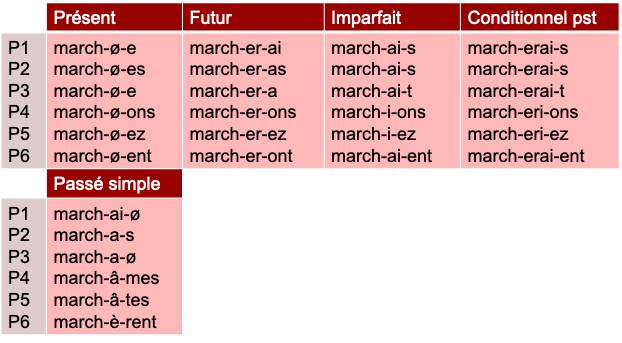 Présent Futur Imparfait Conditionnel pst
P1 march-ø-e march-er-ai march-ai-s march-erai-s
P2 march-ø-es march-er-as march-ai-s march-erai-s
P3 march-ø-e march-er-a march-ai-t march-erai-t
P4 march-ø-ons march-er-ons march-i-ons march-eri-ons
P5 march-ø-ez march-er-ez march-i-ez march-eri-ez
P6 march-ø-ent march-er-ont march-ai-ent march-erai-ent
Passé simple
P1 march-ai-ø
P2 march-a-s
P3 march-a-ø
P4 march-â-mes
P5 march-â-tes
P6 march-è-rent